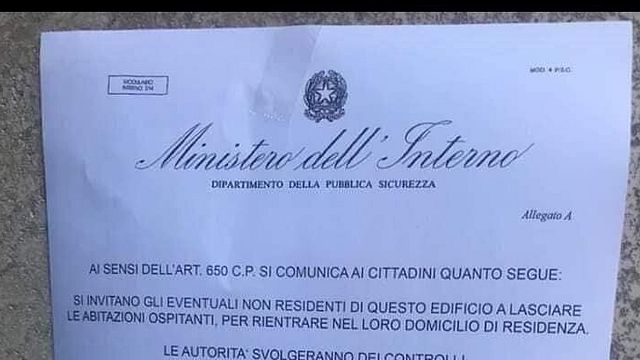 MODULARIO
INTERNO 314
MOD. 4 P.S.C.
Ministero dell'Interno
DIPARTIMENTO DELLA PUBBLICA SICUREZZA
Allegato A
AI SENSI DELL'ART. 650 C.P. SI COMUNICA AI CITTADINI QUANTO SEGUE:
SI INVITANO GLI EVENTUALI NON RESIDENTI DI QUESTO EDIFICIO A LASCIARE
LE ABITAZIONI OSPITANTI, PER RIENTRARE NEL LORO DOMICILIO DI RESIDENZA.
LE AUTORITA' SVOLGERANNO DEI CONTROLLI